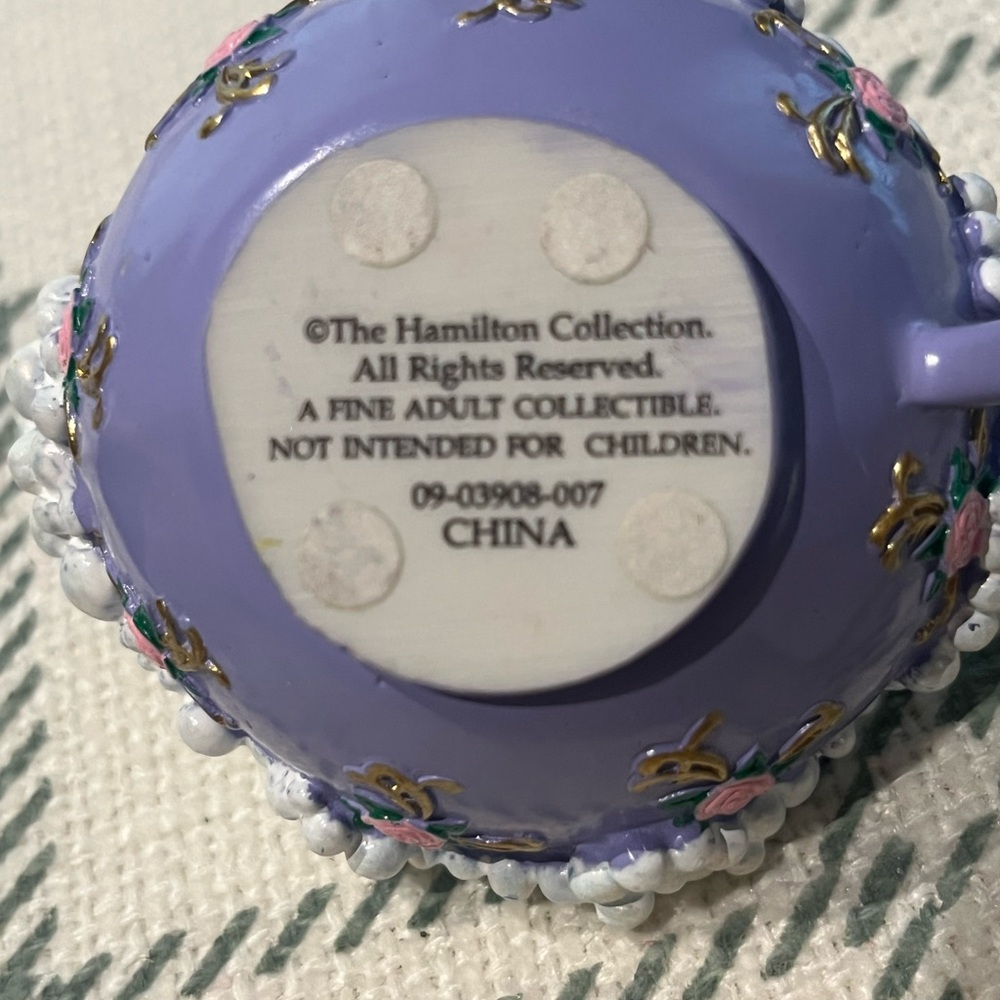 ©The Hamilton Collection.
All Rights Reserved.
A FINE ADULT COLLECTIBLE.
NOT INTENDED FOR CHILDREN.
09-03908-007
CHINA